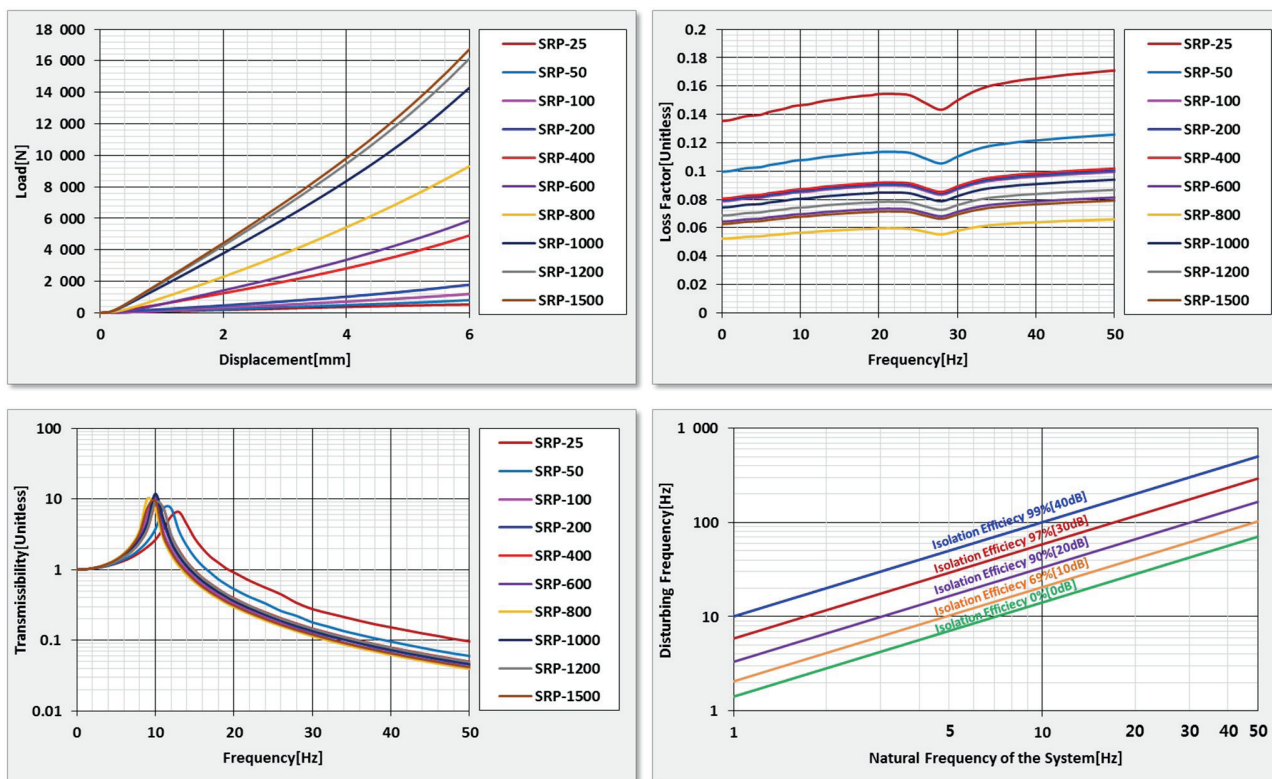 18 000
16 000
14 000
12 000
10 000
8 000
6 000
4 000
2 000
0
Load[N]
0 2 4 6
Displacement[mm]
SRP-25
SRP-50
SRP-100
SRP-200
SRP-400
SRP-600
SRP-800
SRP-1000
SRP-1200
SRP-1500
0.2
0.18
0.16
0.14
0.12
0.1
0.08
0.06
0.04
0.02
0
Loss Factor[Unitless]
0 10 20 30 40 50
Frequency[Hz]
SRP-25
SRP-50
SRP-100
SRP-200
SRP-400
SRP-600
SRP-800
SRP-1000
SRP-1200
SRP-1500
100
10
1
0.1
0.01
Transmissibility[Unitless]
0 10 20 30 40 50
Frequency[Hz]
SRP-25
SRP-50
SRP-100
SRP-200
SRP-400
SRP-600
SRP-800
SRP-1000
SRP-1200
SRP-1500
1 000
100
10
1
Disturbing Frequency[Hz]
Isolation Efficiecy 99%[40dB]
Isolation Efficiecy 97%[30dB]
Isolation Efficiecy 90%[20dB]
Isolation Efficiecy 69%[10dB]
Isolation Efficiecy 0%[0dB]
1 5 10 20 30 40 50
Natural Frequency of the System[Hz]